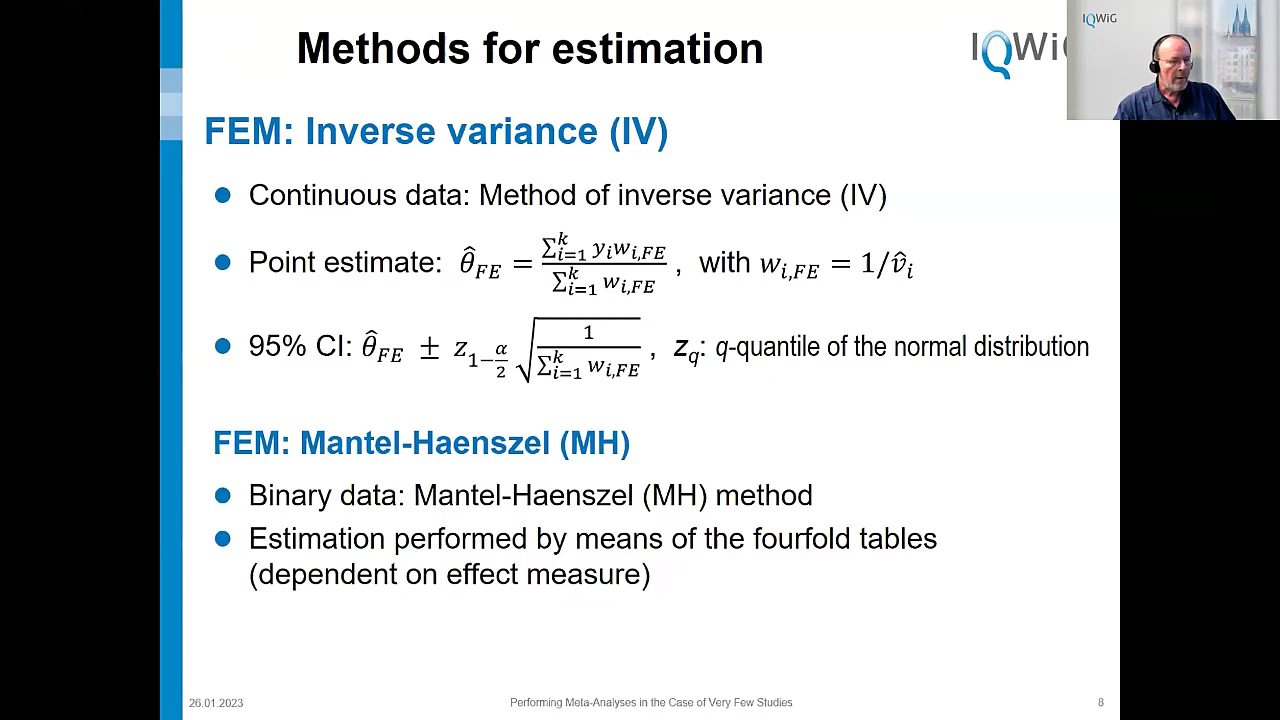 Methods for estimation
IQWiG
IQWiG
FEM: Inverse variance (IV)
Continuous data: Method of inverse variance (IV)
Point estimate: θ̂_FE = ∑_{i=1}^{k} y_i w_{i,FE} / ∑_{i=1}^{k} w_{i,FE} , with w_{i,FE} = 1/v̂_i
95% CI: θ̂_FE ± z_{1−α/2} √(1 / ∑_{i=1}^{k} w_{i,FE}) , z_q: q-quantile of the normal distribution
FEM: Mantel-Haenszel (MH)
Binary data: Mantel-Haenszel (MH) method
Estimation performed by means of the fourfold tables
(dependent on effect measure)
26.01.2023
Performing Meta-Analyses in the Case of Very Few Studies
8